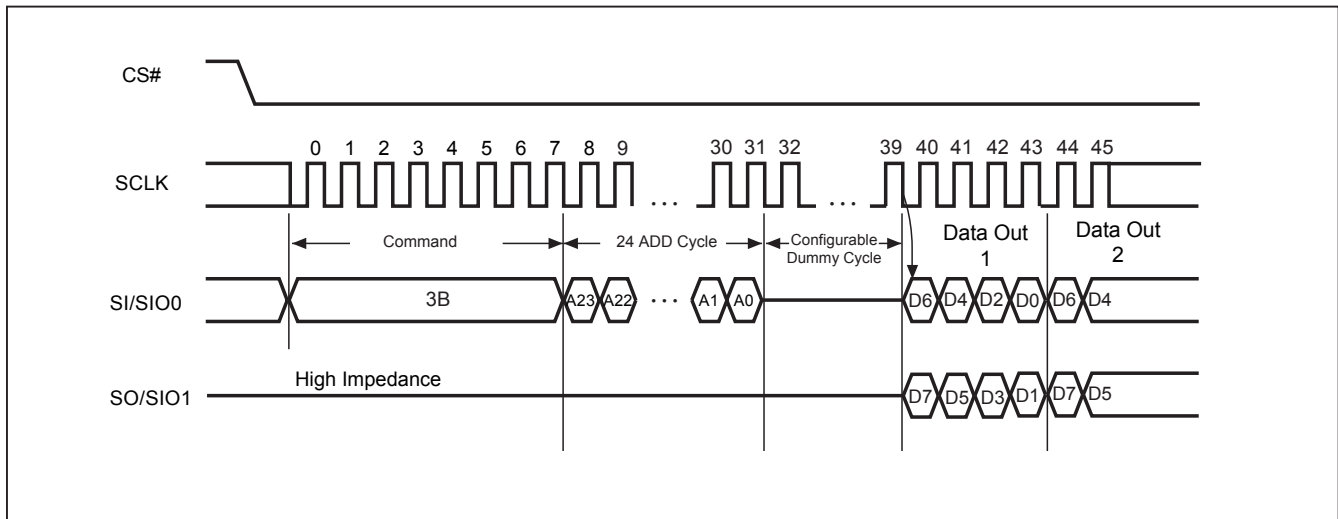 CS#
0 1 2 3 4 5 6 7 8 9 30 31 32 39 40 41 42 43 44 45
SCLK
... ...
Command 24 ADD Cycle Configurable Dummy Cycle Data Out 1 Data Out 2
SI/SIO0 3B A23 A22 ... A1 A0 D6 D4 D2 D0 D6 D4
High Impedance
SO/SIO1 D7 D5 D3 D1 D7 D5